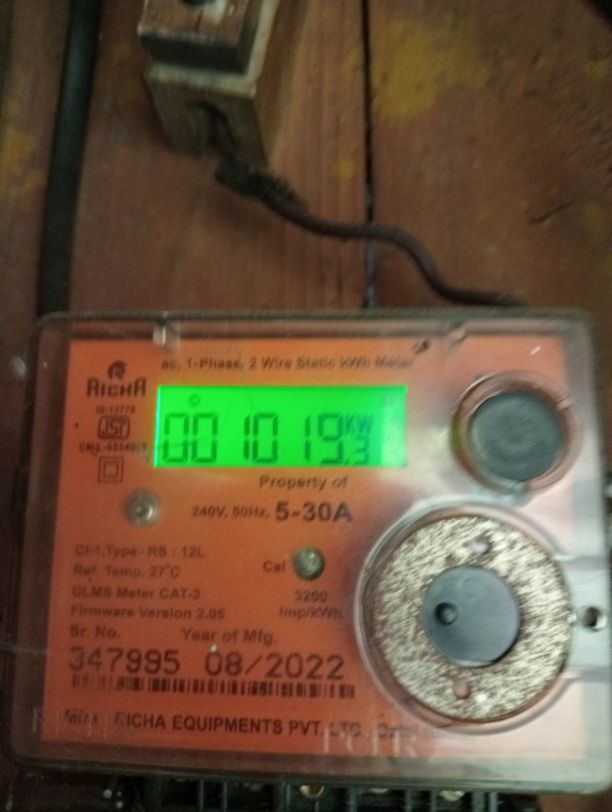 ac, 1-Phase, 2 Wire Static kWh Meter
RICHA
IS-13779
ISI
001019.3 KW
Property of
240V, 50Hz, 5-30A
Cl-1, Type - RS : 12L
Ref. Temp. 27°C
Cal
DLMS Meter CAT-3
3200
Firmware Version 2.05
Imp/kWh
Sr. No. Year of Mfg.
347995 08/2022
RICHA EQUIPMENTS PVT. LTD.